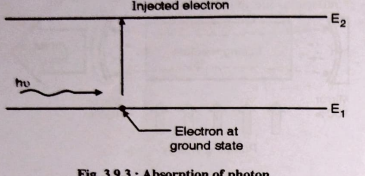 Injected electron
E₂
hν
E₁
Electron at
ground state
Fig. 3.9.3 : Absorption of photon